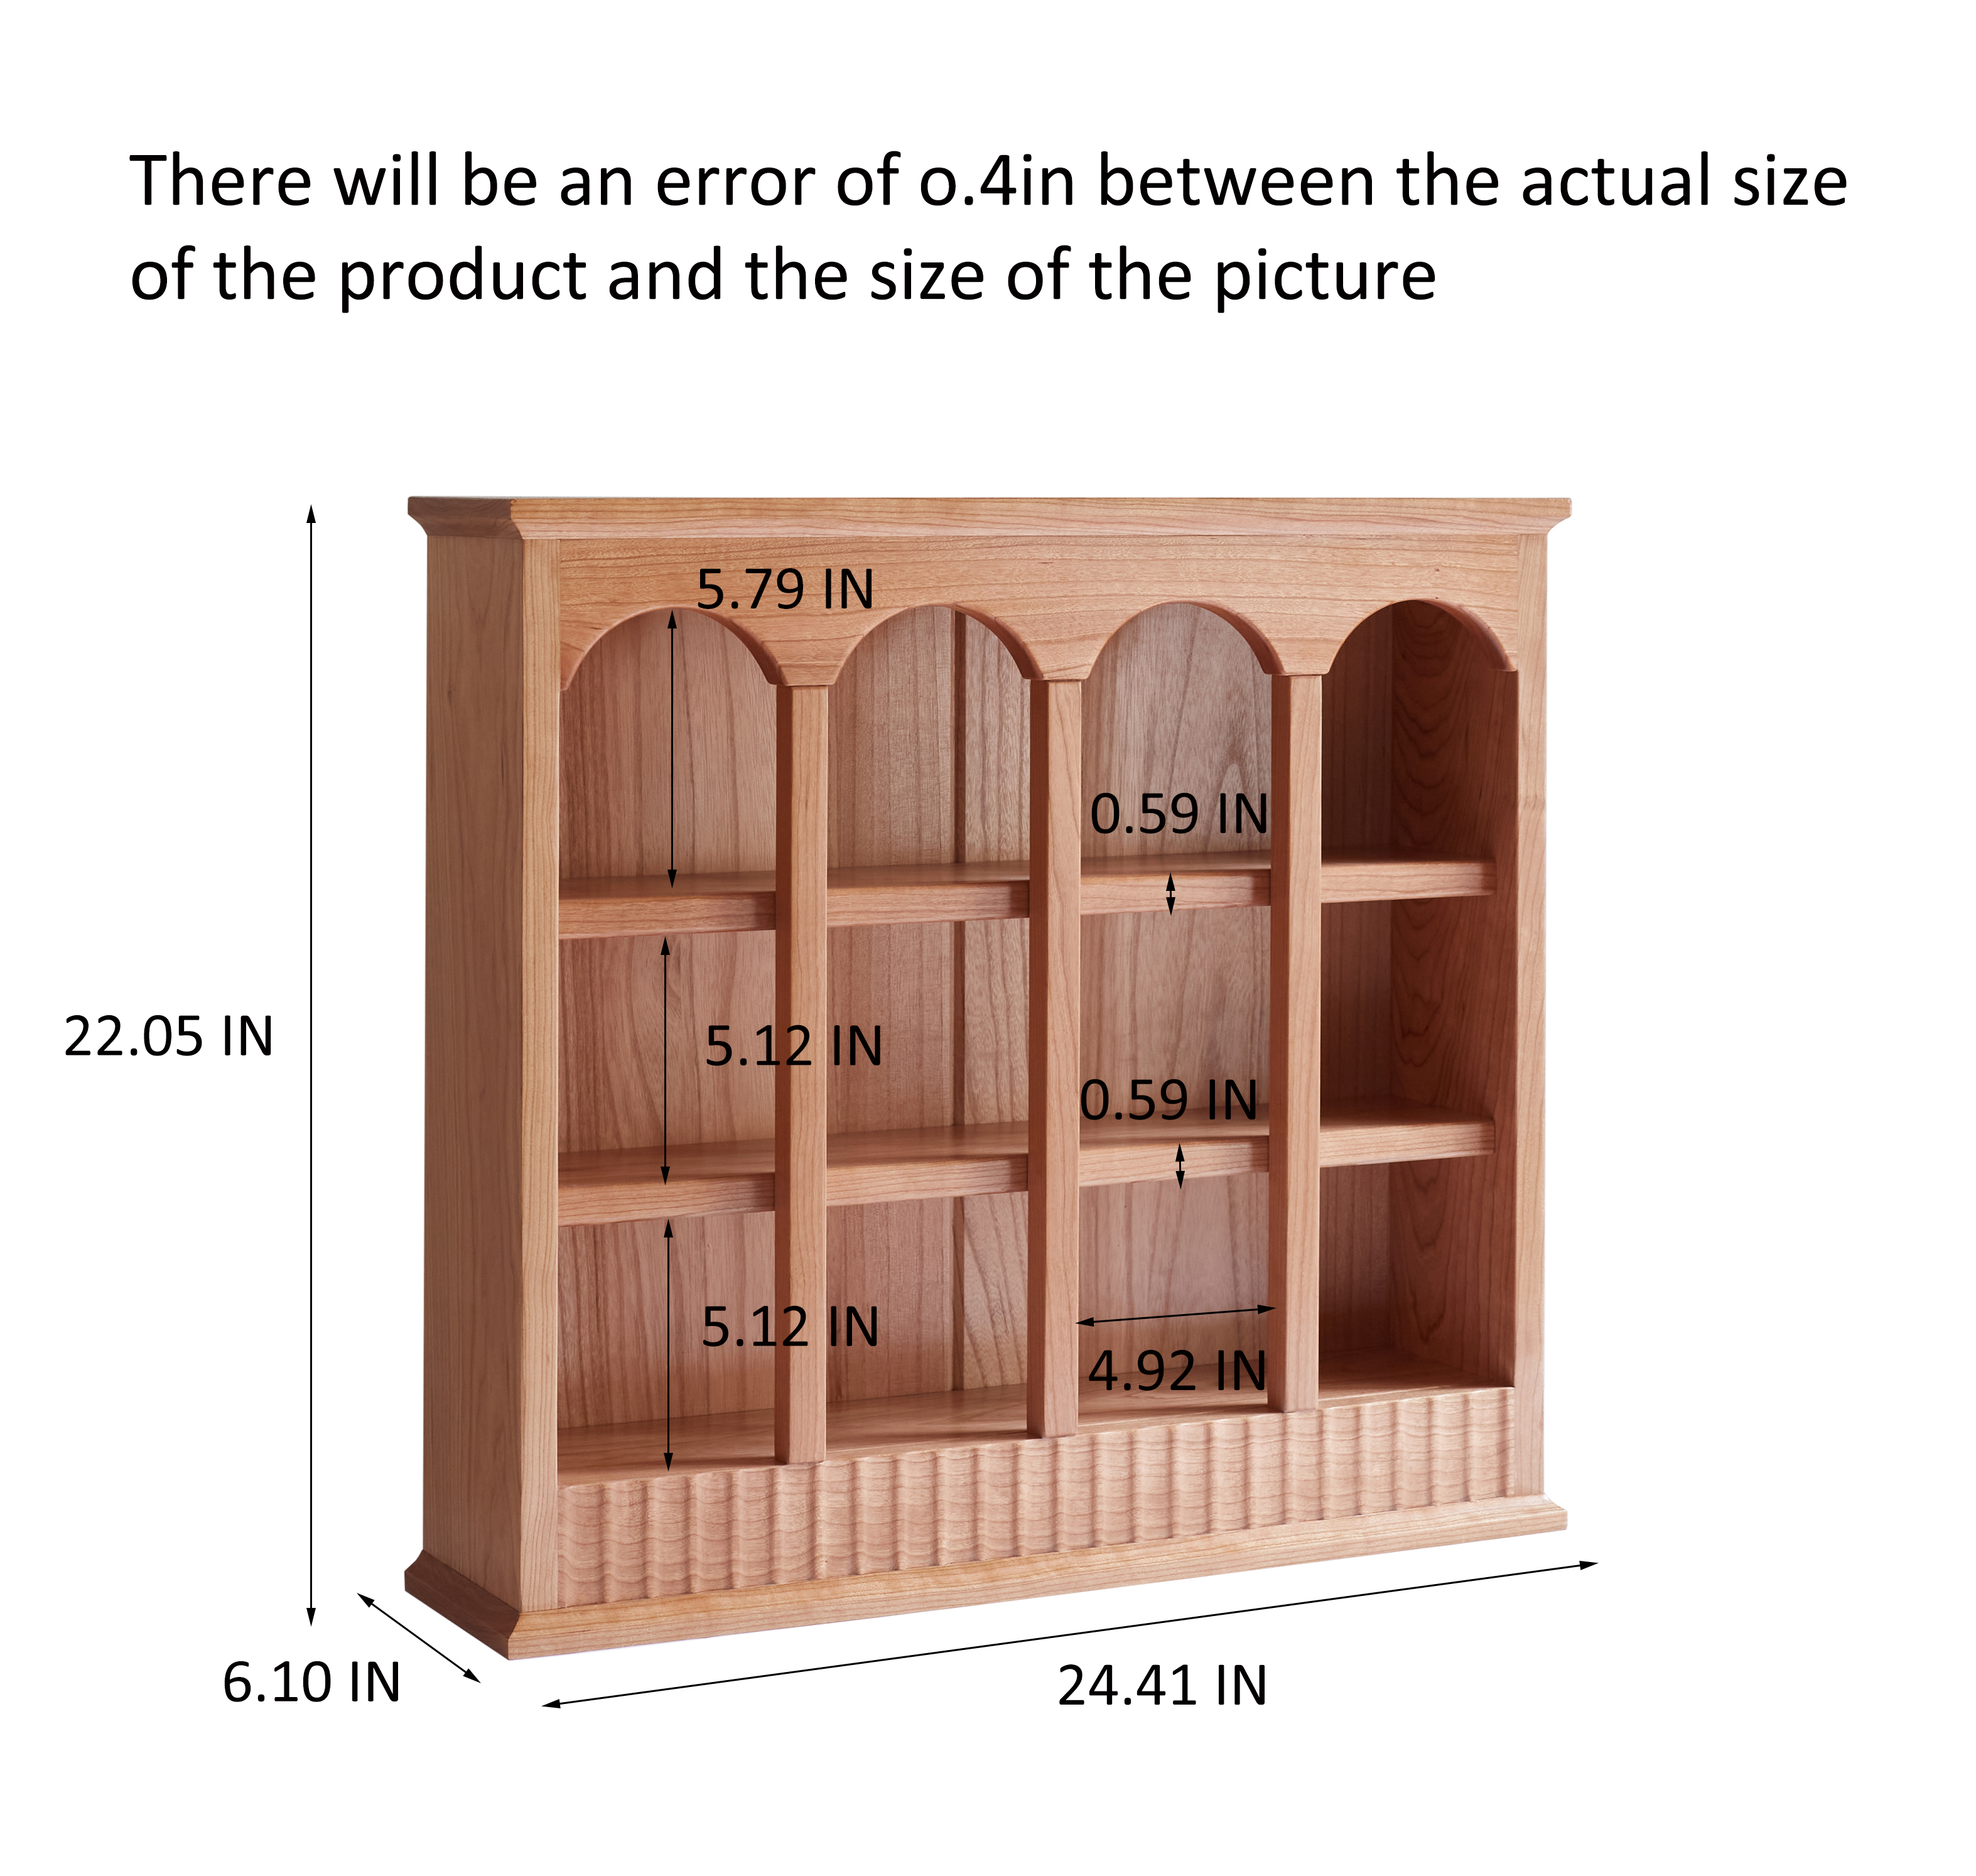 There will be an error of o.4in between the actual size
of the product and the size of the picture
5.79 IN
0.59 IN
22.05 IN
5.12 IN
0.59 IN
5.12 IN
4.92 IN
6.10 IN
24.41 IN